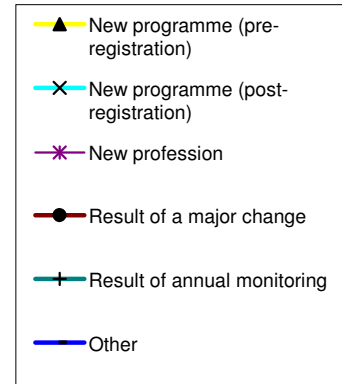 New programme (pre-
registration)
New programme (post-
registration)
New profession
Result of a major change
Result of annual monitoring
Other